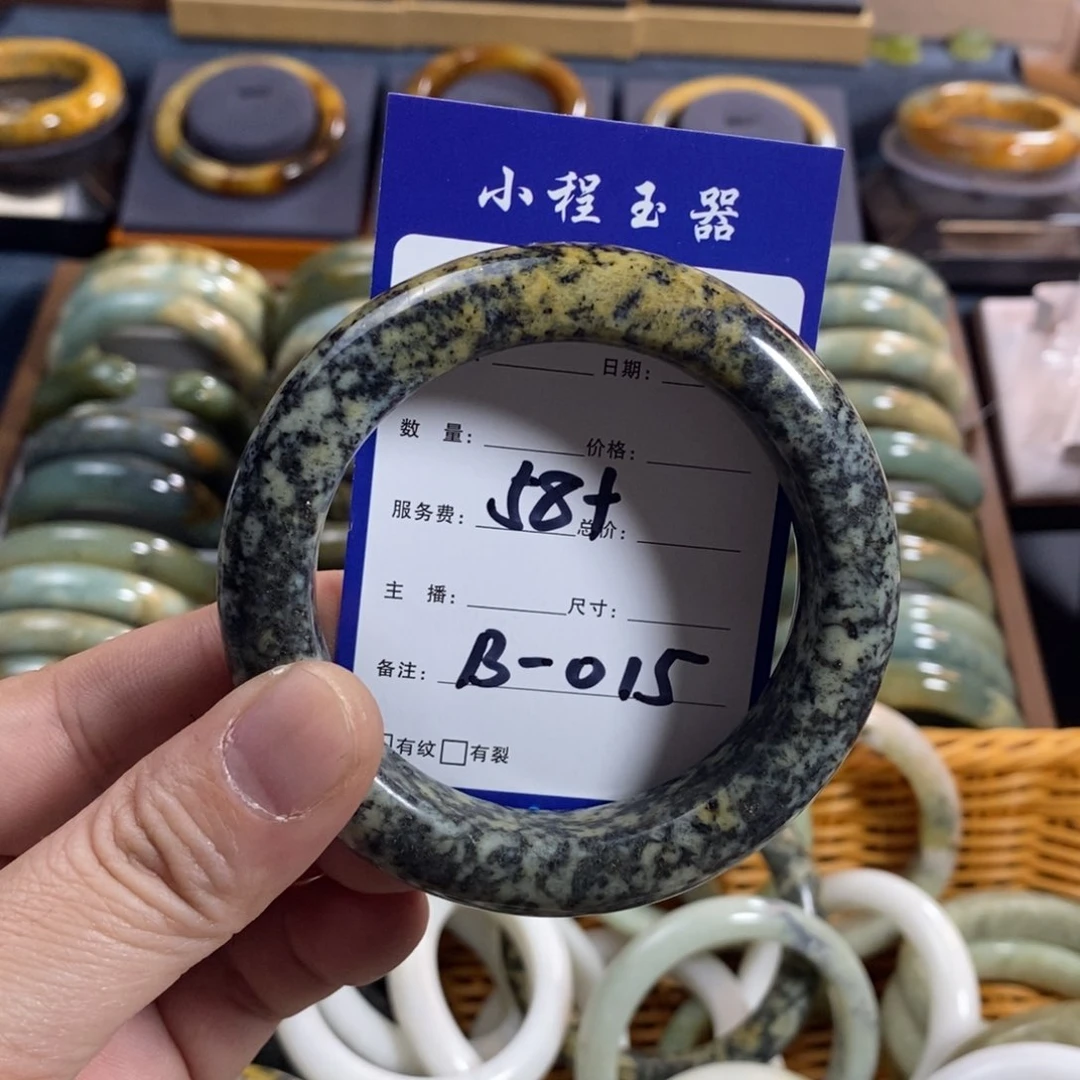 小程玉器
日期:
数 量: 价格:
58+
服务费: 总价:
主 播: 尺寸:
备注: B-015
□有纹 □有裂